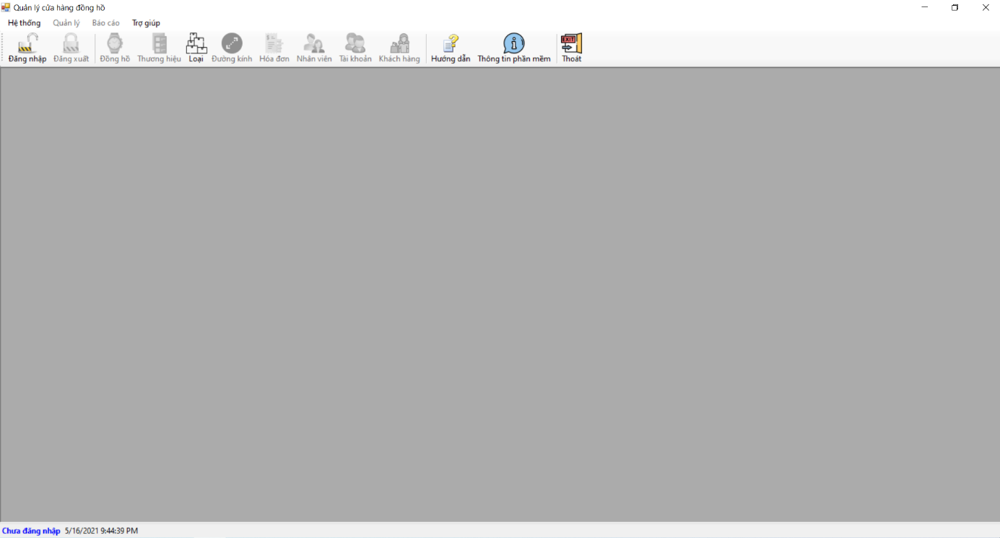 Quản lý cửa hàng đồng hồ
Hệ thống Quản lý Báo cáo Trợ giúp
EXIT
Đăng nhập Đăng xuất Đồng hồ Thương hiệu Loại Đường kính Hóa đơn Nhân viên Tài khoản Khách hàng Hướng dẫn Thông tin phần mềm Thoát
Chưa đăng nhập 5/16/2021 9:44:39 PM